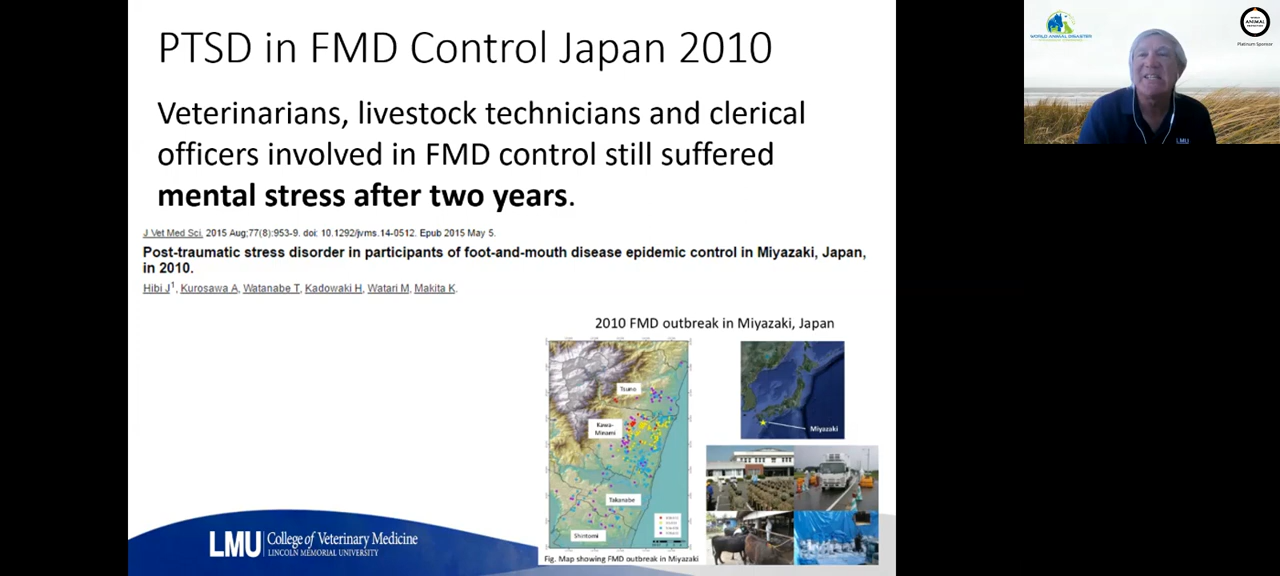 PTSD in FMD Control Japan 2010
Veterinarians, livestock technicians and clerical
officers involved in FMD control still suffered
mental stress after two years.
J Vet Med Sci. 2015 Aug;77(8):953-9. doi: 10.1292/jvms.14-0512. Epub 2015 May 5.
Post-traumatic stress disorder in participants of foot-and-mouth disease epidemic control in Miyazaki, Japan,
in 2010.
Hibi J1, Kurosawa A, Watanabe T, Kadowaki H, Watari M, Makita K.
2010 FMD outbreak in Miyazaki, Japan
Tsuno
Kawa-
Minami
Takanabe
Shintomi
Miyazaki
Fig. Map showing FMD outbreak in Miyazaki
LMU College of Veterinary Medicine
LINCOLN MEMORIAL UNIVERSITY
WORLD ANIMAL DISASTER
ANIMAL
Platinum Sponsor
LMU